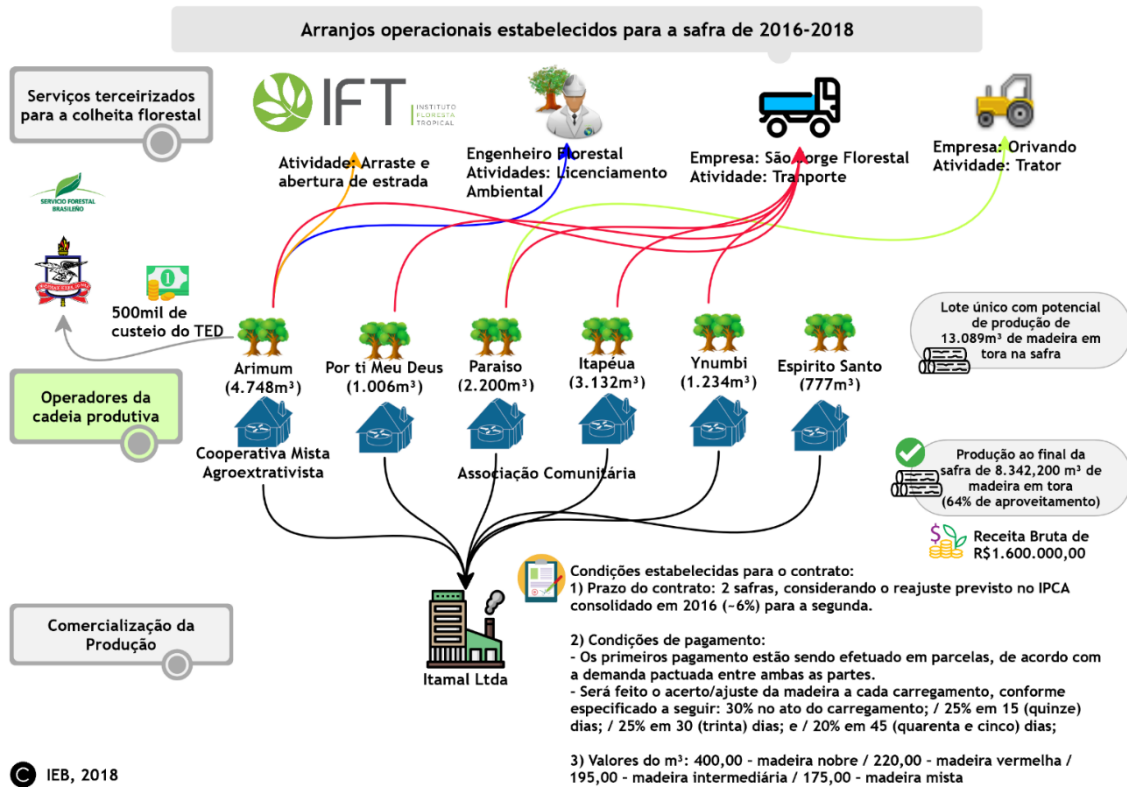 Arranjos operacionais estabelecidos para a safra de 2016-2018
Serviços terceirizados
para a colheita florestal
IFT
INSTITUTO
FLORESTA
TROPICAL
Atividade: Arraste e
abertura de estrada
Engenheiro Florestal
Atividades: Licenciamento
Ambiental
Empresa: São Jorge Florestal
Atividade: Tranporte
Empresa: Orivando
Atividade: Trator
SERVICIO FORESTAL
BRASILEÑO
1
500mil de
custeio do TED
Lote único com potencial
de produção de
13.089m³ de madeira em
tora na safra
Arimum
(4.748m³)
Por ti Meu Deus
(1.006m³)
Paraiso
(2.200m³)
Itapéua
(3.132m³)
Ynumbi
(1.234m³)
Espirito Santo
(777m³)
Operadores da
cadeia produtiva
Cooperativa Mista
Agroextrativista
Associação Comunitária
Produção ao final da
safra de 8.342,200 m³ de
madeira em tora
(64% de aproveitamento)
$
Receita Bruta de
R$1.600.000,00
Comercialização da
Produção
Itamal Ltda
Condições estabelecidas para o contrato:
1) Prazo do contrato: 2 safras, considerando o reajuste previsto no IPCA
consolidado em 2016 (~6%) para a segunda.
2) Condições de pagamento:
- Os primeiros pagamento estão sendo efetuado em parcelas, de acordo com
a demanda pactuada entre ambas as partes.
- Será feito o acerto/ajuste da madeira a cada carregamento, conforme
especificado a seguir: 30% no ato do carregamento; / 25% em 15 (quinze)
dias; / 25% em 30 (trinta) dias; e / 20% em 45 (quarenta e cinco) dias;
3) Valores do m³: 400,00 - madeira nobre / 220,00 - madeira vermelha /
195,00 - madeira intermediária / 175,00 - madeira mista
C IEB, 2018